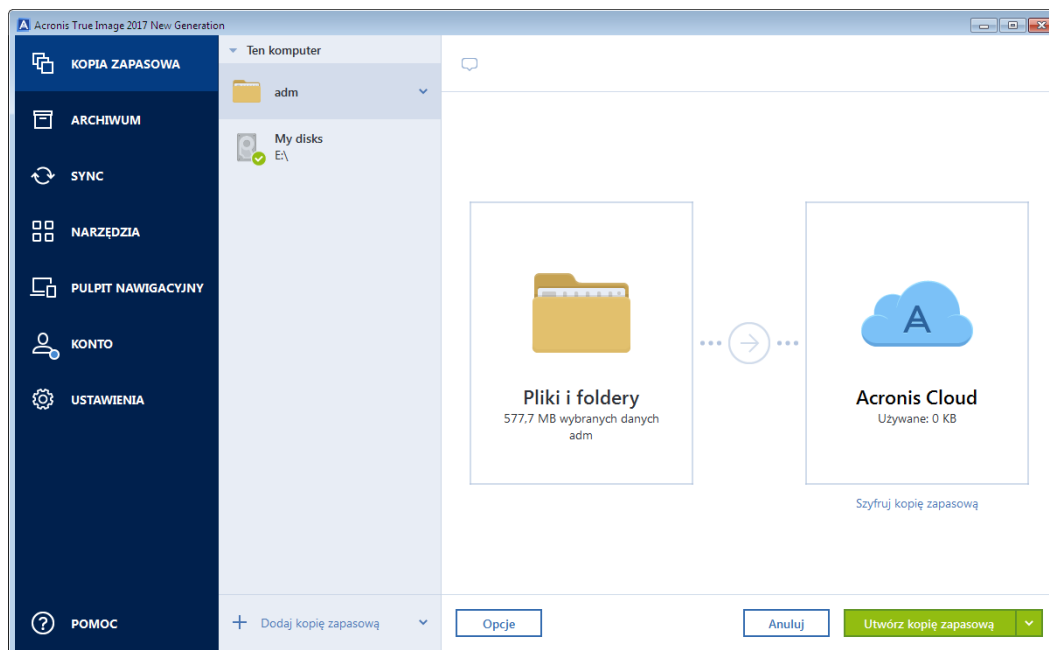 Acronis True Image 2017 New Generation
KOPIA ZAPASOWA
ARCHIWUM
SYNC
NARZĘDZIA
PULPIT NAWIGACYJNY
KONTO
USTAWIENIA
POMOC
Ten komputer
adm
My disks
E:\
Dodaj kopię zapasową
Pliki i foldery
577,7 MB wybranych danych
adm
Acronis Cloud
Używane: 0 KB
Szyfruj kopię zapasową
Opcje
Anuluj
Utwórz kopię zapasową